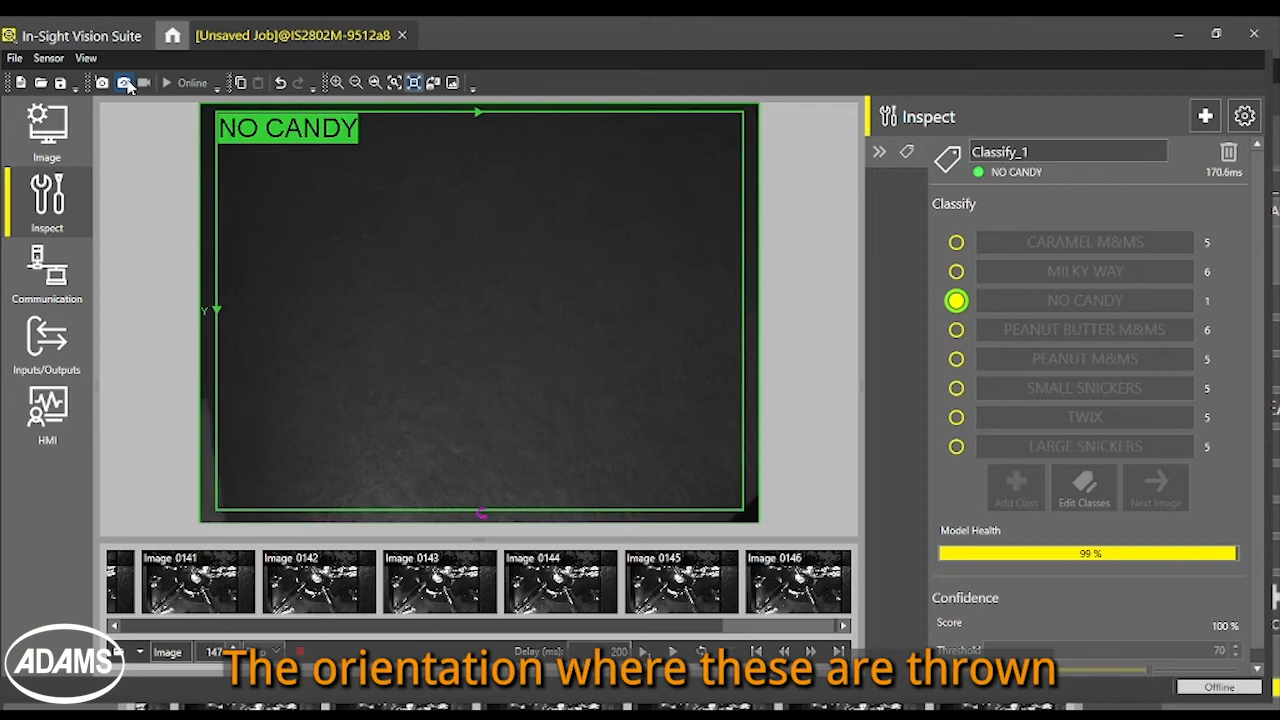 In-Sight Vision Suite
[Unsaved Job]@IS2802M-9512a8
File Sensor View
Online
Image
Inspect
Communication
Inputs/Outputs
HMI
NO CANDY
Y
Inspect
Classify_1
NO CANDY 170.6ms
Classify
CARAMEL M&MS 5
MILKY WAY 6
NO CANDY 1
PEANUT BUTTER M&MS 6
PEANUT M&MS 5
SMALL SNICKERS 5
TWIX 5
LARGE SNICKERS 5
Add Class Edit Classes Next Image
Model Health
99 %
Confidence
Score 100 %
Threshold 70
Image 0141 Image 0142 Image 0143 Image 0144 Image 0145 Image 0146
Image 147 Delay (ms): 200
Offline
ADAMS
The orientation where these are thrown